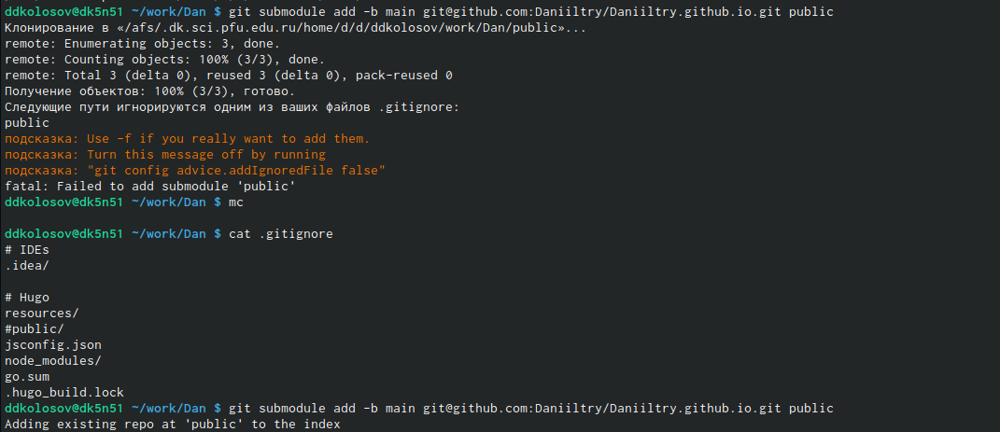 ddkolosov@dk5n51 ~/work/Dan $ git submodule add -b main git@github.com:Daniiltry/Daniiltry.github.io.git public
Клонирование в «/afs/.dk.sci.pfu.edu.ru/home/d/d/ddkolosov/work/Dan/public»...
remote: Enumerating objects: 3, done.
remote: Counting objects: 100% (3/3), done.
remote: Total 3 (delta 0), reused 3 (delta 0), pack-reused 0
Получение объектов: 100% (3/3), готово.
Следующие пути игнорируются одним из ваших файлов .gitignore:
public
подсказка: Use -f if you really want to add them.
подсказка: Turn this message off by running
подсказка: "git config advice.addIgnoredFile false"
fatal: Failed to add submodule 'public'
ddkolosov@dk5n51 ~/work/Dan $ mc
ddkolosov@dk5n51 ~/work/Dan $ cat .gitignore
# IDEs
.idea/
# Hugo
resources/
#public/
jsconfig.json
node_modules/
go.sum
.hugo_build.lock
ddkolosov@dk5n51 ~/work/Dan $ git submodule add -b main git@github.com:Daniiltry/Daniiltry.github.io.git public
Adding existing repo at 'public' to the index